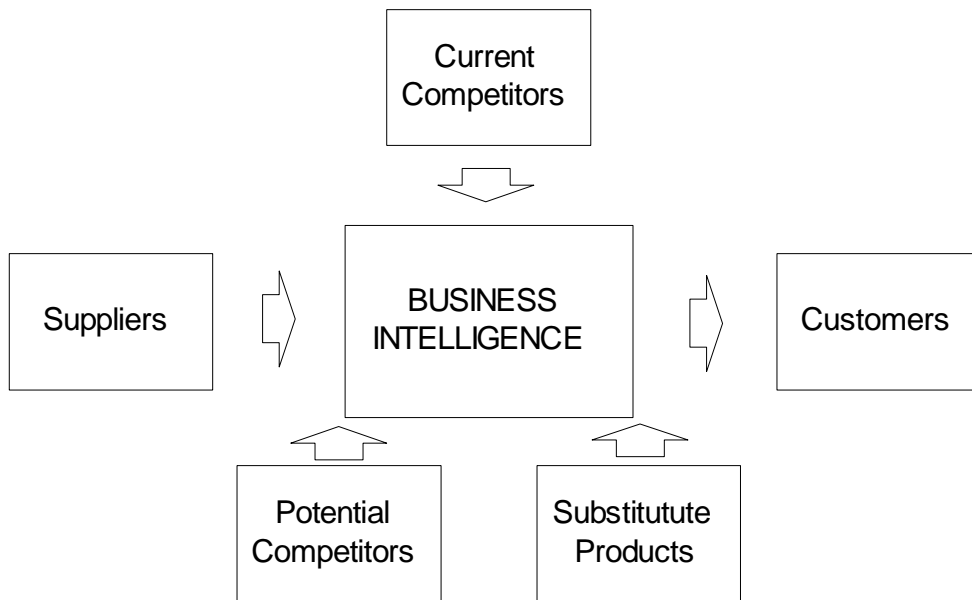 Current
Competitors
Suppliers
BUSINESS
INTELLIGENCE
Customers
Potential
Competitors
Substitutute
Products